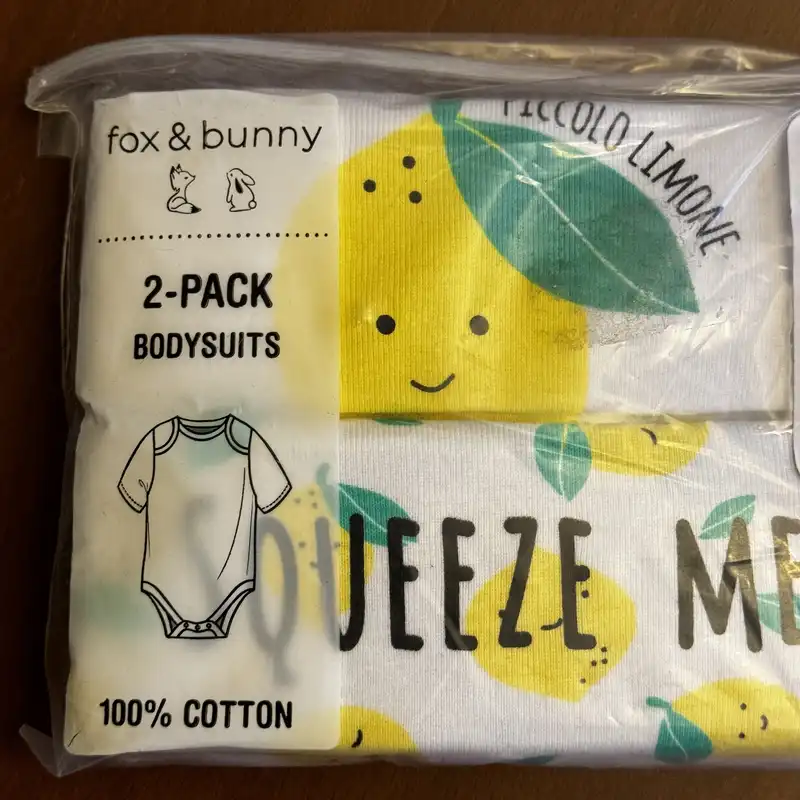 fox & bunny
2-PACK
BODYSUITS
100% COTTON
PICCOLO LIMONE
SQUEEZE ME